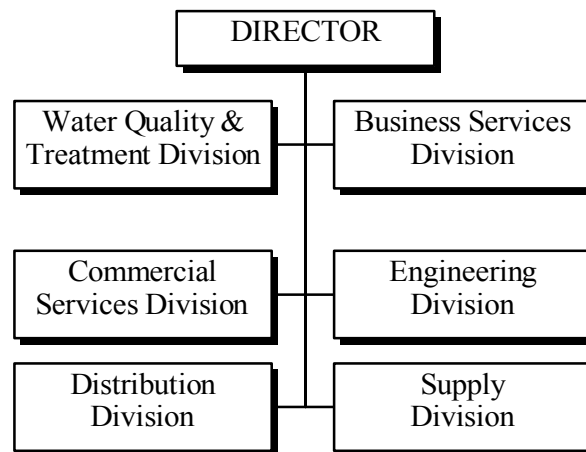 DIRECTOR
Water Quality &
Treatment Division
Business Services
Division
Commercial
Services Division
Engineering
Division
Distribution
Division
Supply
Division